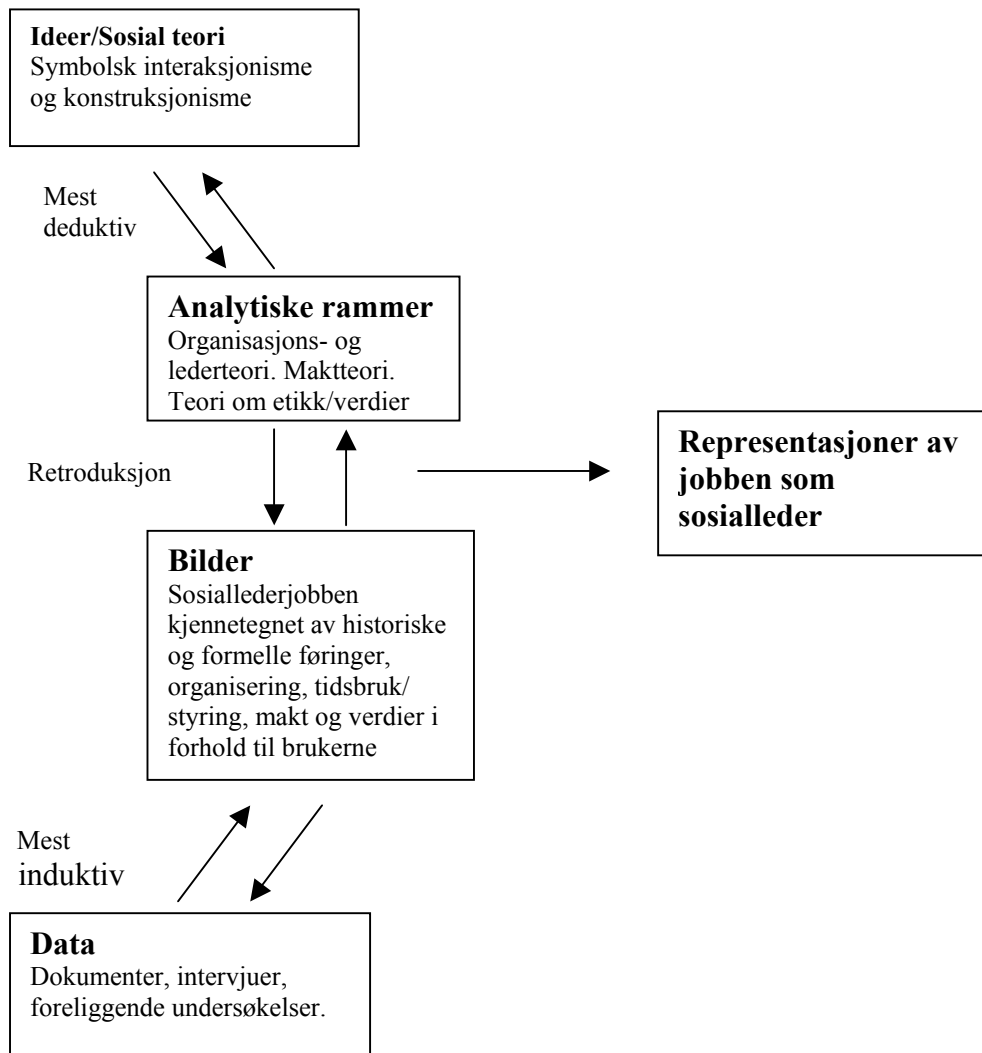 Ideer/Sosial teori
Symbolsk interaksjonisme
og konstruksjonisme
Mest
deduktiv
Analytiske rammer
Organisasjons- og
lederteori. Maktteori.
Teori om etikk/verdier
Retroduksjon
Representasjoner av
jobben som
sosialleder
Bilder
Sosiallederjobben
kjennetegnet av historiske
og formelle føringer,
organisering, tidsbruk/
styring, makt og verdier i
forhold til brukerne
Mest
induktiv
Data
Dokumenter, intervjuer,
foreliggende undersøkelser.